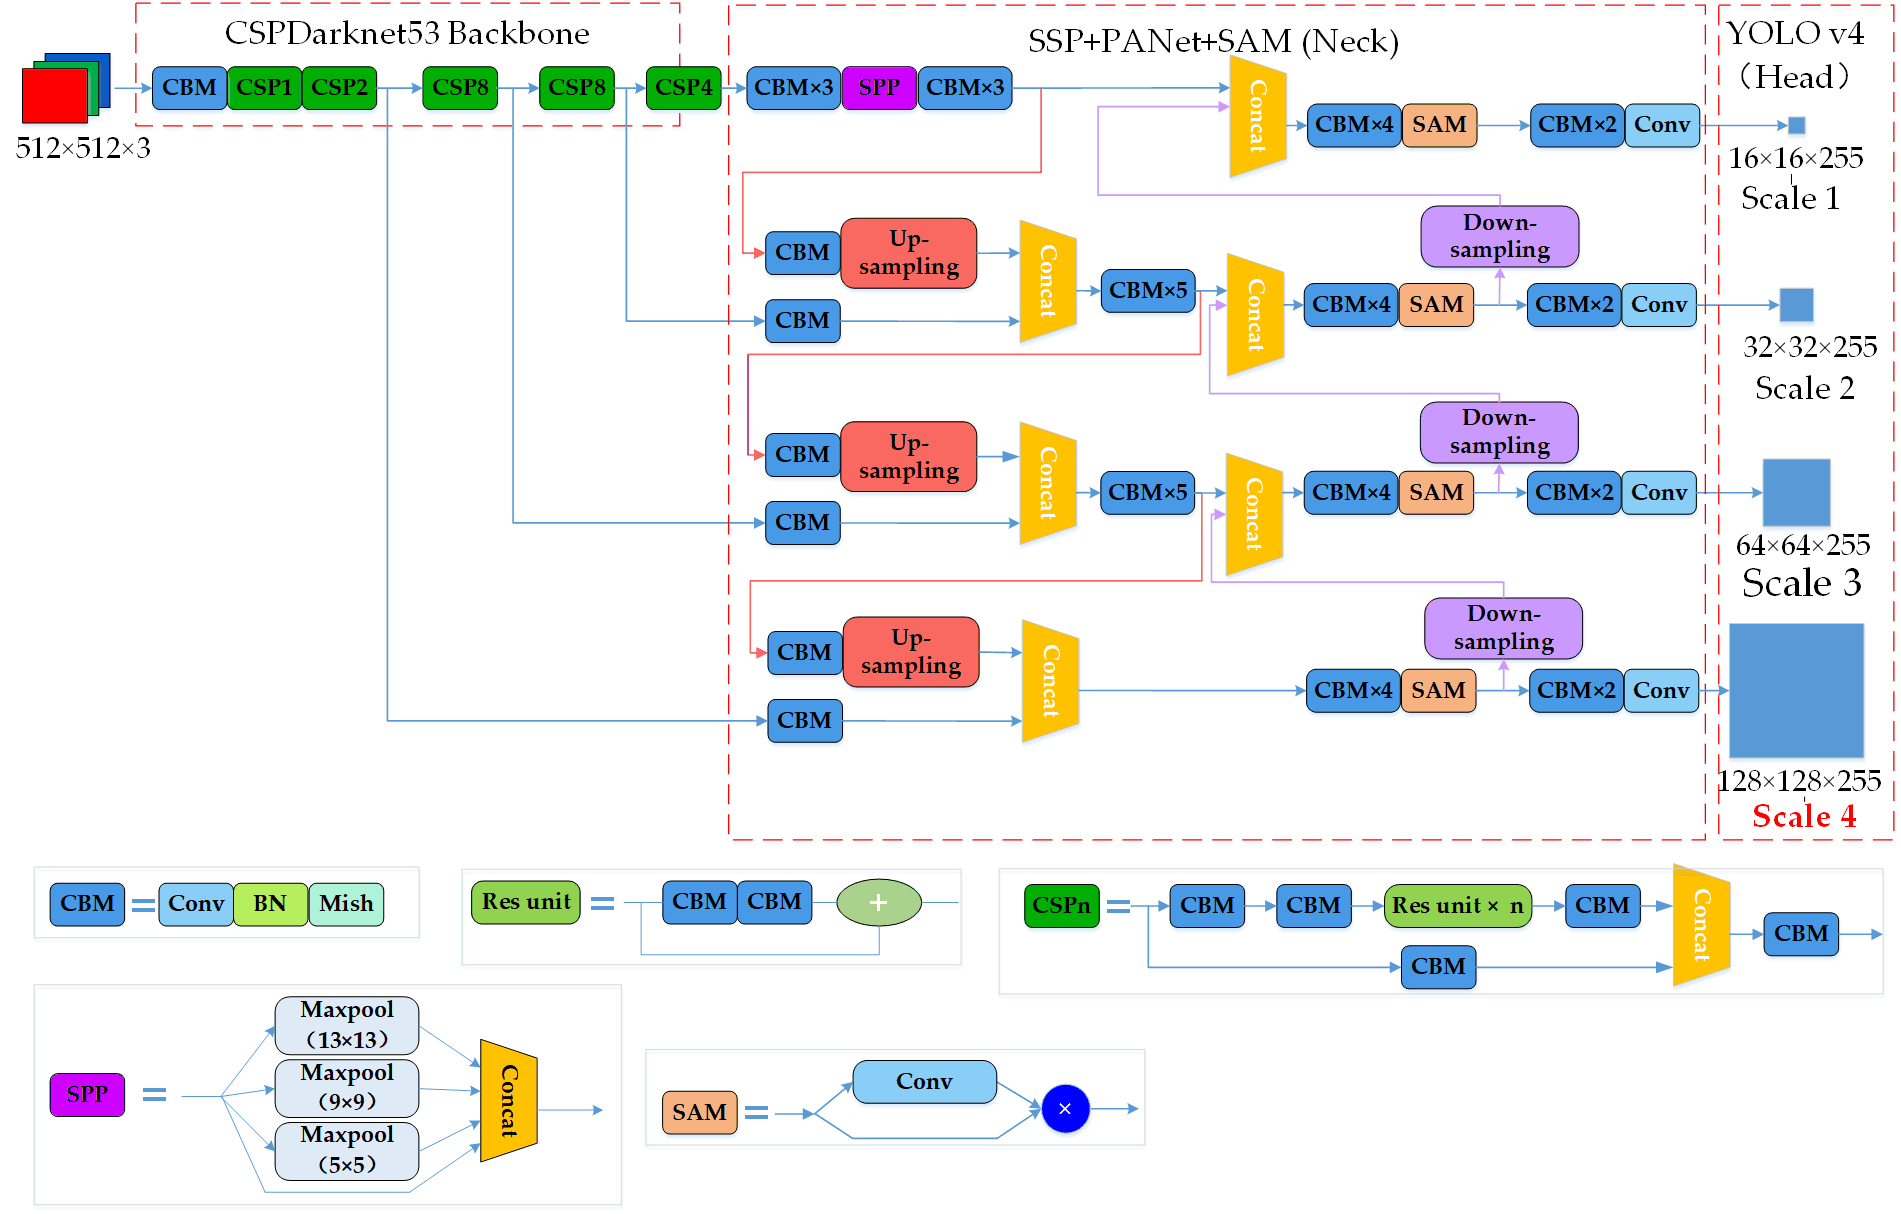 CSPDarknet53 Backbone
SSP+PANet+SAM (Neck)
YOLO v4
（Head）
512×512×3
CBM CSP1 CSP2 CSP8 CSP8 CSP4 CBM×3 SPP CBM×3 Concat
CBM×4 SAM CBM×2 Conv
16×16×255
Scale 1
Down-
sampling
CBM Up-
sampling
Concat
CBM
CBM×5 Concat CBM×4 SAM CBM×2 Conv
32×32×255
Scale 2
Down-
sampling
CBM Up-
sampling
Concat
CBM
CBM×5 Concat CBM×4 SAM CBM×2 Conv
64×64×255
Scale 3
Down-
sampling
CBM Up-
sampling
Concat
CBM
CBM×4 SAM CBM×2 Conv
128×128×255
Scale 4
CBM = Conv BN Mish
Res unit = CBM CBM +
CSPn = CBM CBM Res unit × n CBM Concat CBM
CBM
SPP =
Maxpool
（13×13）
Maxpool
（9×9）
Maxpool
（5×5）
Concat
SAM = Conv ×